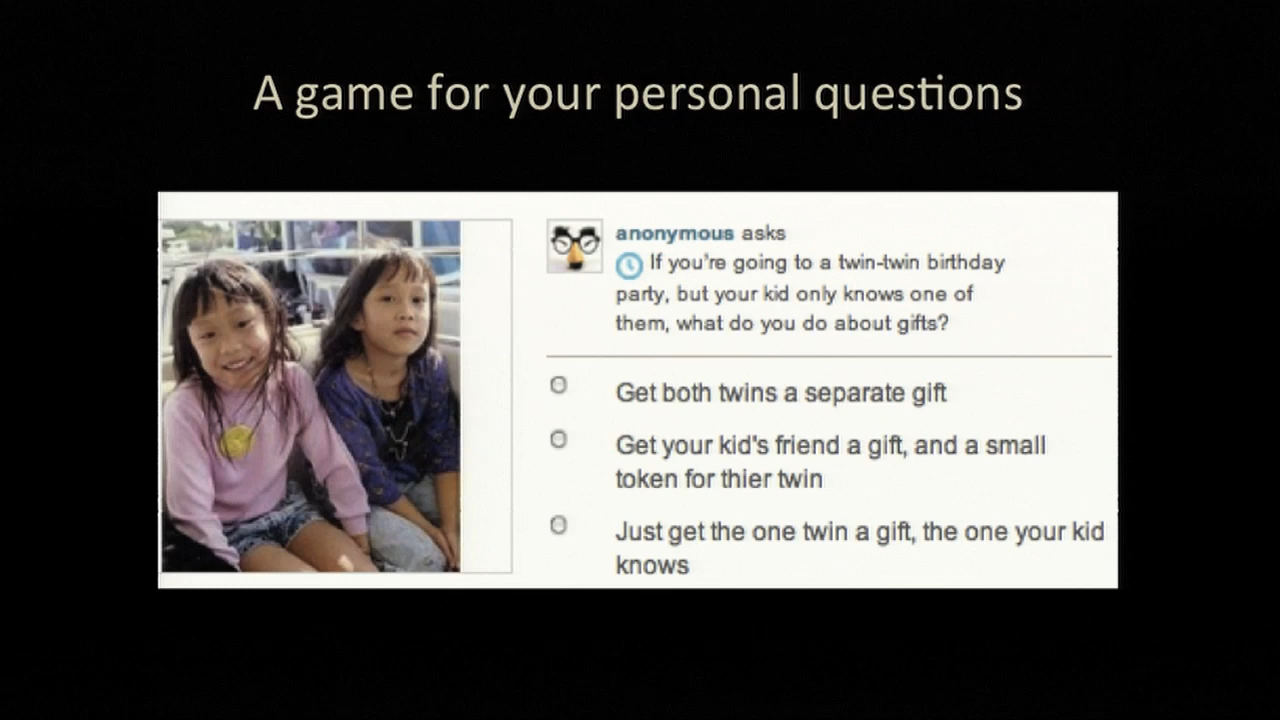 A game for your personal questions
anonymous asks
If you're going to a twin-twin birthday
party, but your kid only knows one of
them, what do you do about gifts?
Get both twins a separate gift
Get your kid's friend a gift, and a small
token for thier twin
Just get the one twin a gift, the one your kid
knows